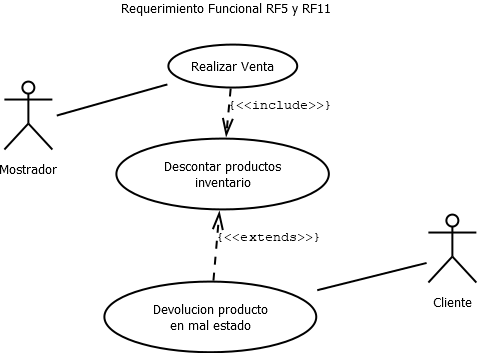 Requerimiento Funcional RF5 y RF11
Realizar Venta
{<<include>>}
Mostrador
Descontar productos
inventario
{<<extends>>}
Cliente
Devolucion producto
en mal estado